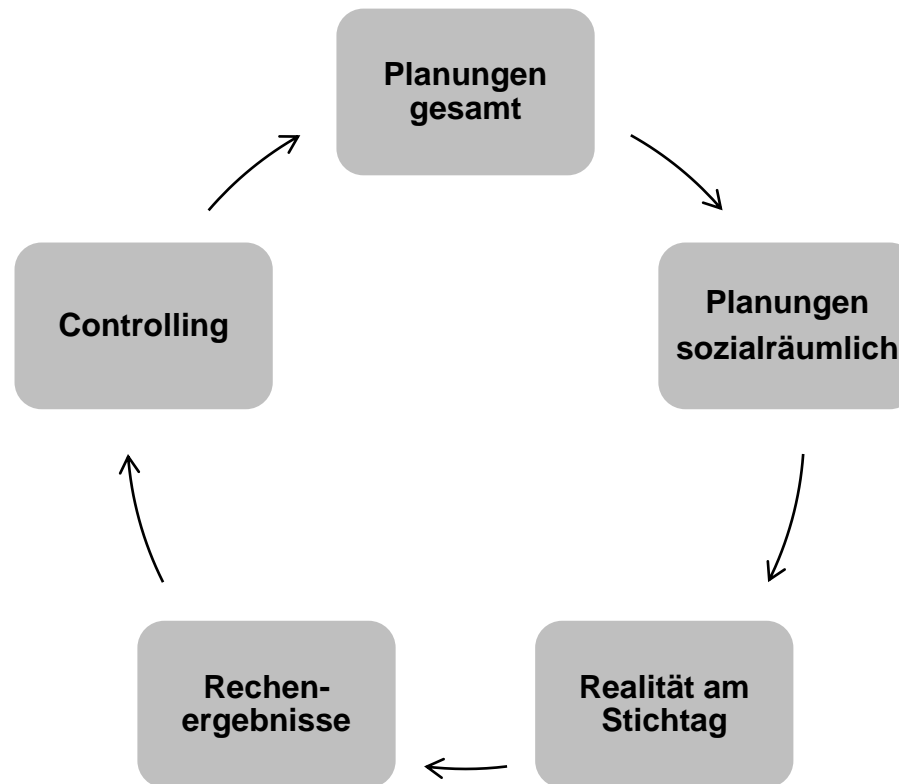 Planungen
gesamt
Planungen
sozialräumlich
Realität am
Stichtag
Rechen-
ergebnisse
Controlling